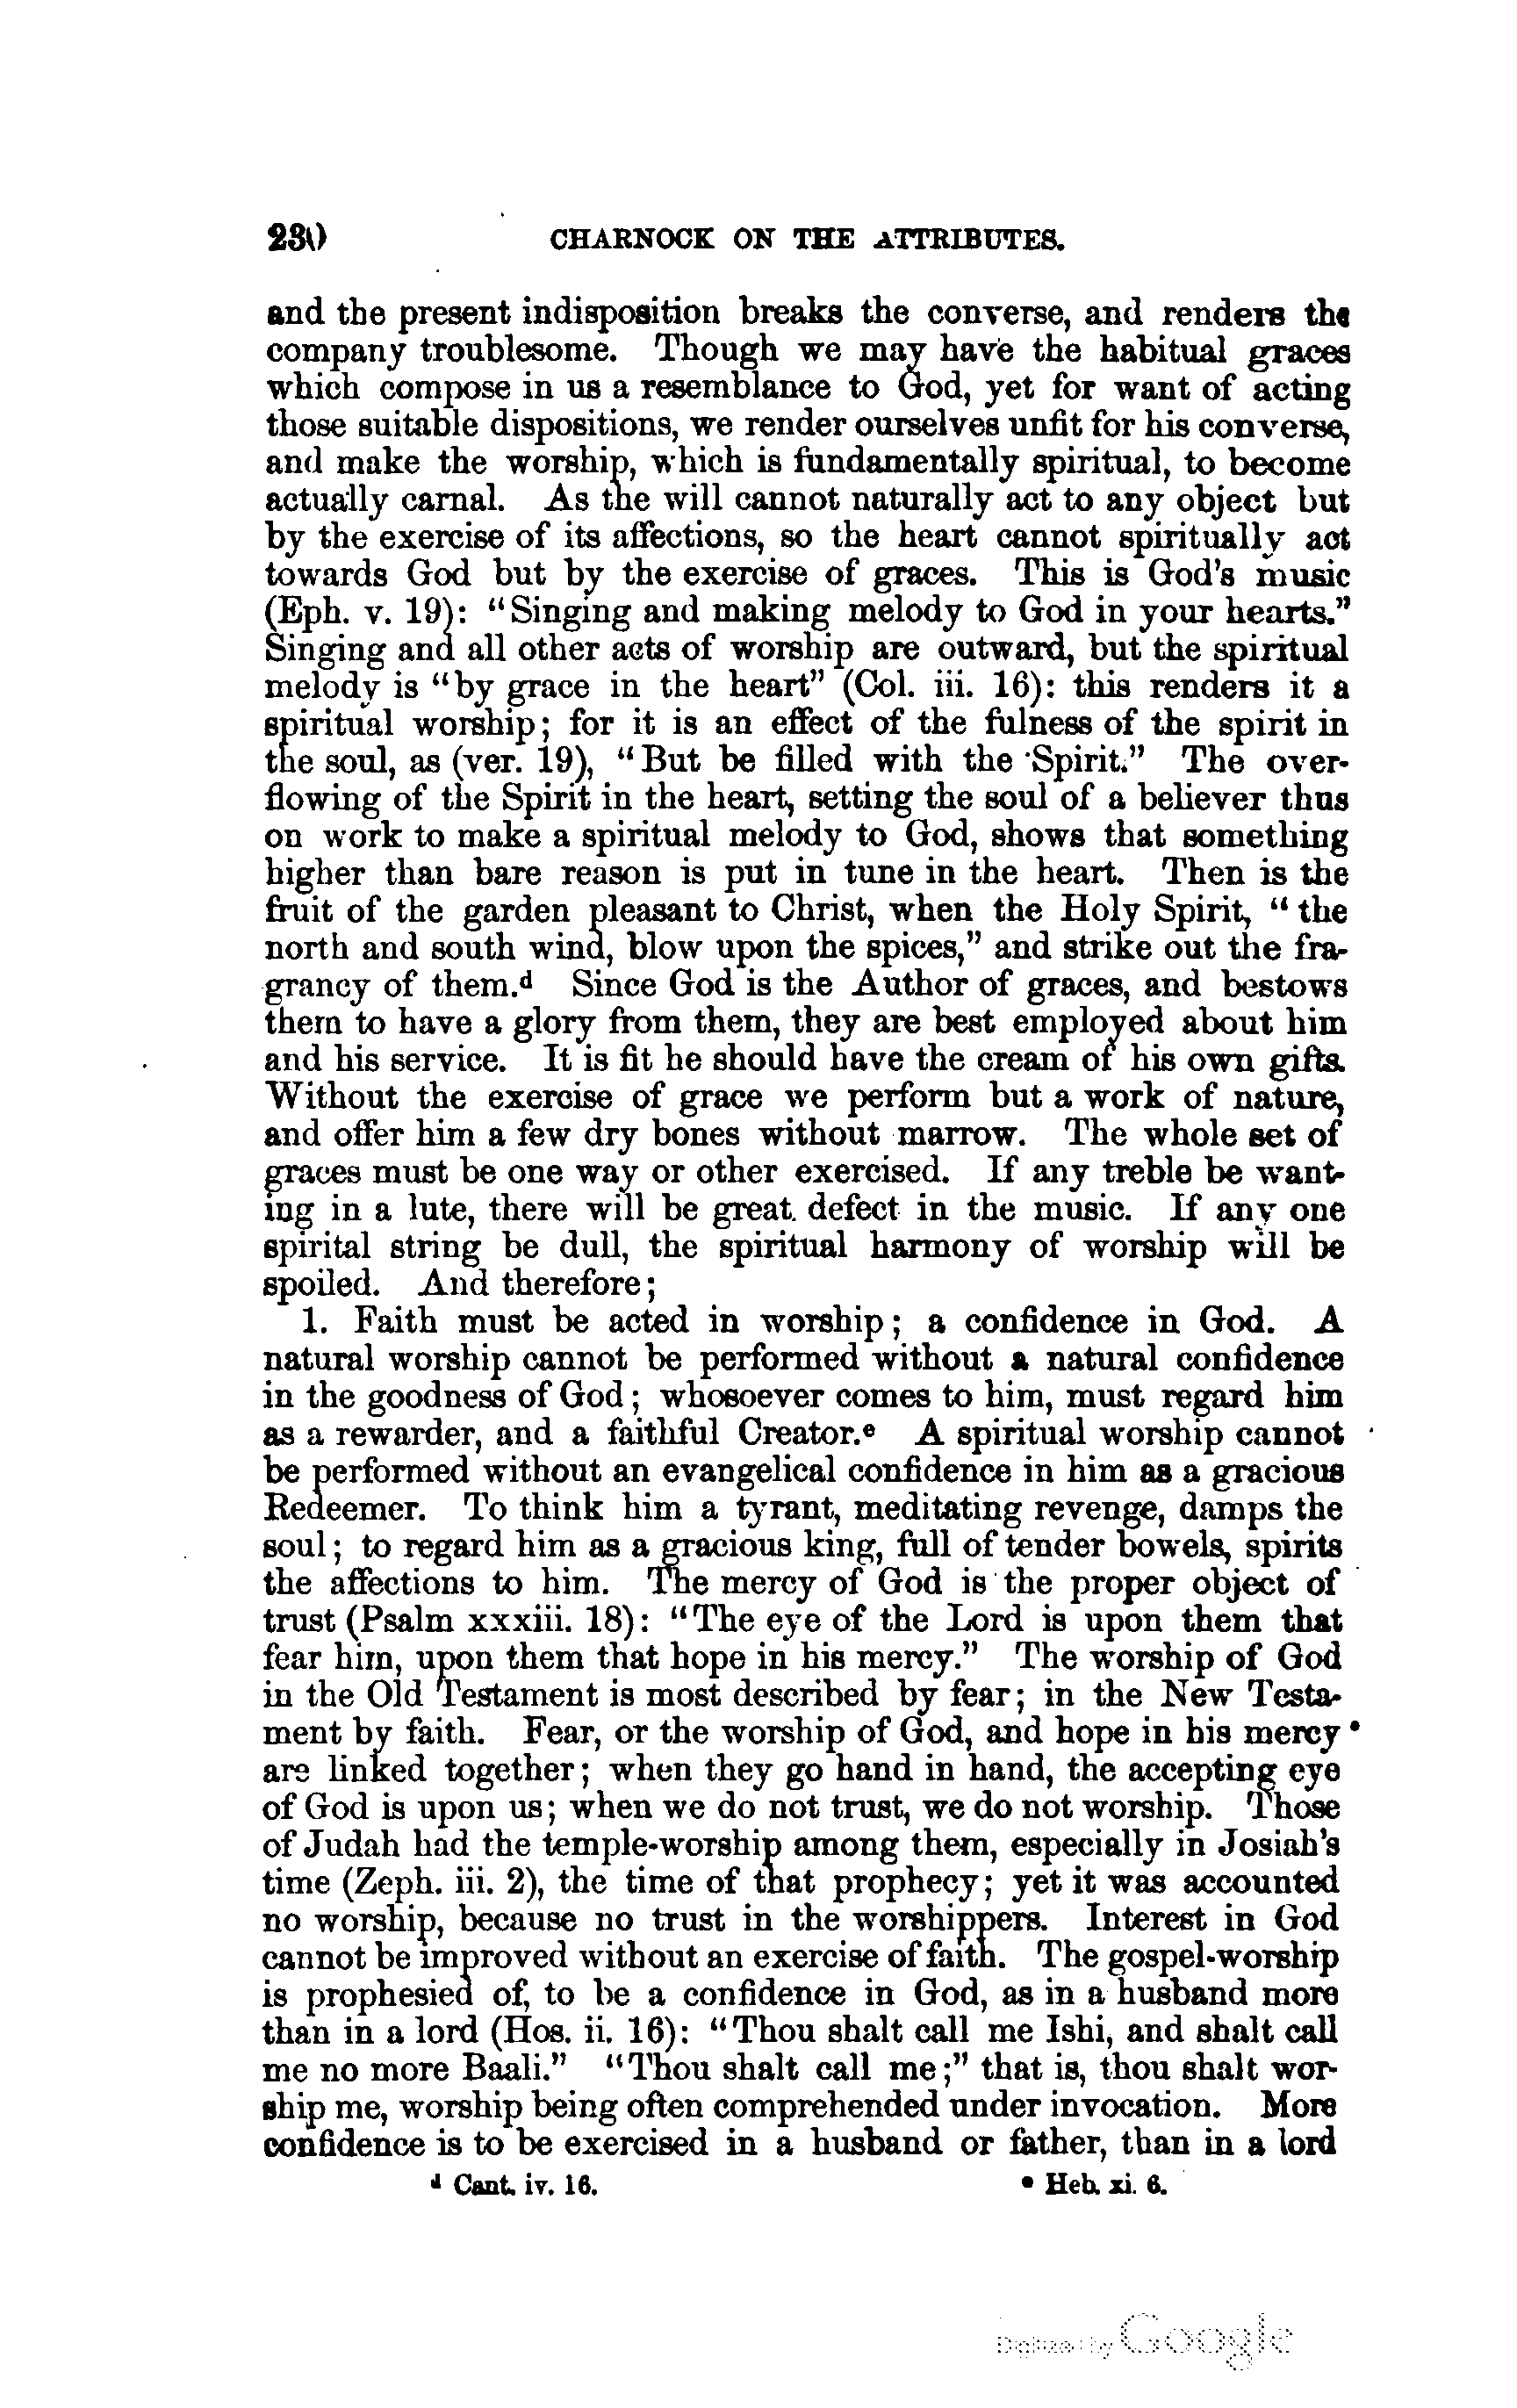 230 CHARNOCK ON THE ATTRIBUTES.
and the present indisposition breaks the converse, and renders the
company troublesome. Though we may have the habitual graces
which compose in us a resemblance to God, yet for want of acting
those suitable dispositions, we render ourselves unfit for his converse,
and make the worship, which is fundamentally spiritual, to become
actually carnal. As the will cannot naturally act to any object but
by the exercise of its affections, so the heart cannot spiritually act
towards God but by the exercise of graces. This is God's music
(Eph. v. 19): “Singing and making melody to God in your hearts.”
Singing and all other acts of worship are outward, but the spiritual
melody is “by grace in the heart” (Col. iii. 16): this renders it a
spiritual worship; for it is an effect of the fulness of the spirit in
the soul, as (ver. 19), “But be filled with the Spirit.” The over-
flowing of the Spirit in the heart, setting the soul of a believer thus
on work to make a spiritual melody to God, shows that something
higher than bare reason is put in tune in the heart. Then is the
fruit of the garden pleasant to Christ, when the Holy Spirit, “the
north and south wind, blow upon the spices,” and strike out the fra-
grancy of them.d Since God is the Author of graces, and bestows
them to have a glory from them, they are best employed about him
and his service. It is fit he should have the cream of his own gifts.
Without the exercise of grace we perform but a work of nature,
and offer him a few dry bones without marrow. The whole set of
graces must be one way or other exercised. If any treble be want-
ing in a lute, there will be great defect in the music. If any one
spirital string be dull, the spiritual harmony of worship will be
spoiled. And therefore;
1. Faith must be acted in worship; a confidence in God. A
natural worship cannot be performed without a natural confidence
in the goodness of God; whosoever comes to him, must regard him
as a rewarder, and a faithful Creator.e A spiritual worship cannot
be performed without an evangelical confidence in him as a gracious
Redeemer. To think him a tyrant, meditating revenge, damps the
soul; to regard him as a gracious king, full of tender bowels, spirits
the affections to him. The mercy of God is the proper object of
trust (Psalm xxxiii. 18): “The eye of the Lord is upon them that
fear him, upon them that hope in his mercy.” The worship of God
in the Old Testament is most described by fear; in the New Testa-
ment by faith. Fear, or the worship of God, and hope in his mercy
are linked together; when they go hand in hand, the accepting eye
of God is upon us; when we do not trust, we do not worship. Those
of Judah had the temple-worship among them, especially in Josiah's
time (Zeph. iii. 2), the time of that prophecy; yet it was accounted
no worship, because no trust in the worshippers. Interest in God
cannot be improved without an exercise of faith. The gospel-worship
is prophesied of, to be a confidence in God, as in a husband more
than in a lord (Hos. ii. 16): “Thou shalt call me Ishi, and shalt call
me no more Baali.” “Thou shalt call me;” that is, thou shalt wor-
ship me, worship being often comprehended under invocation. More
confidence is to be exercised in a husband or father, than in a lord
d Cant. iv. 16. e Heb. xi. 6.
Digitized by Google